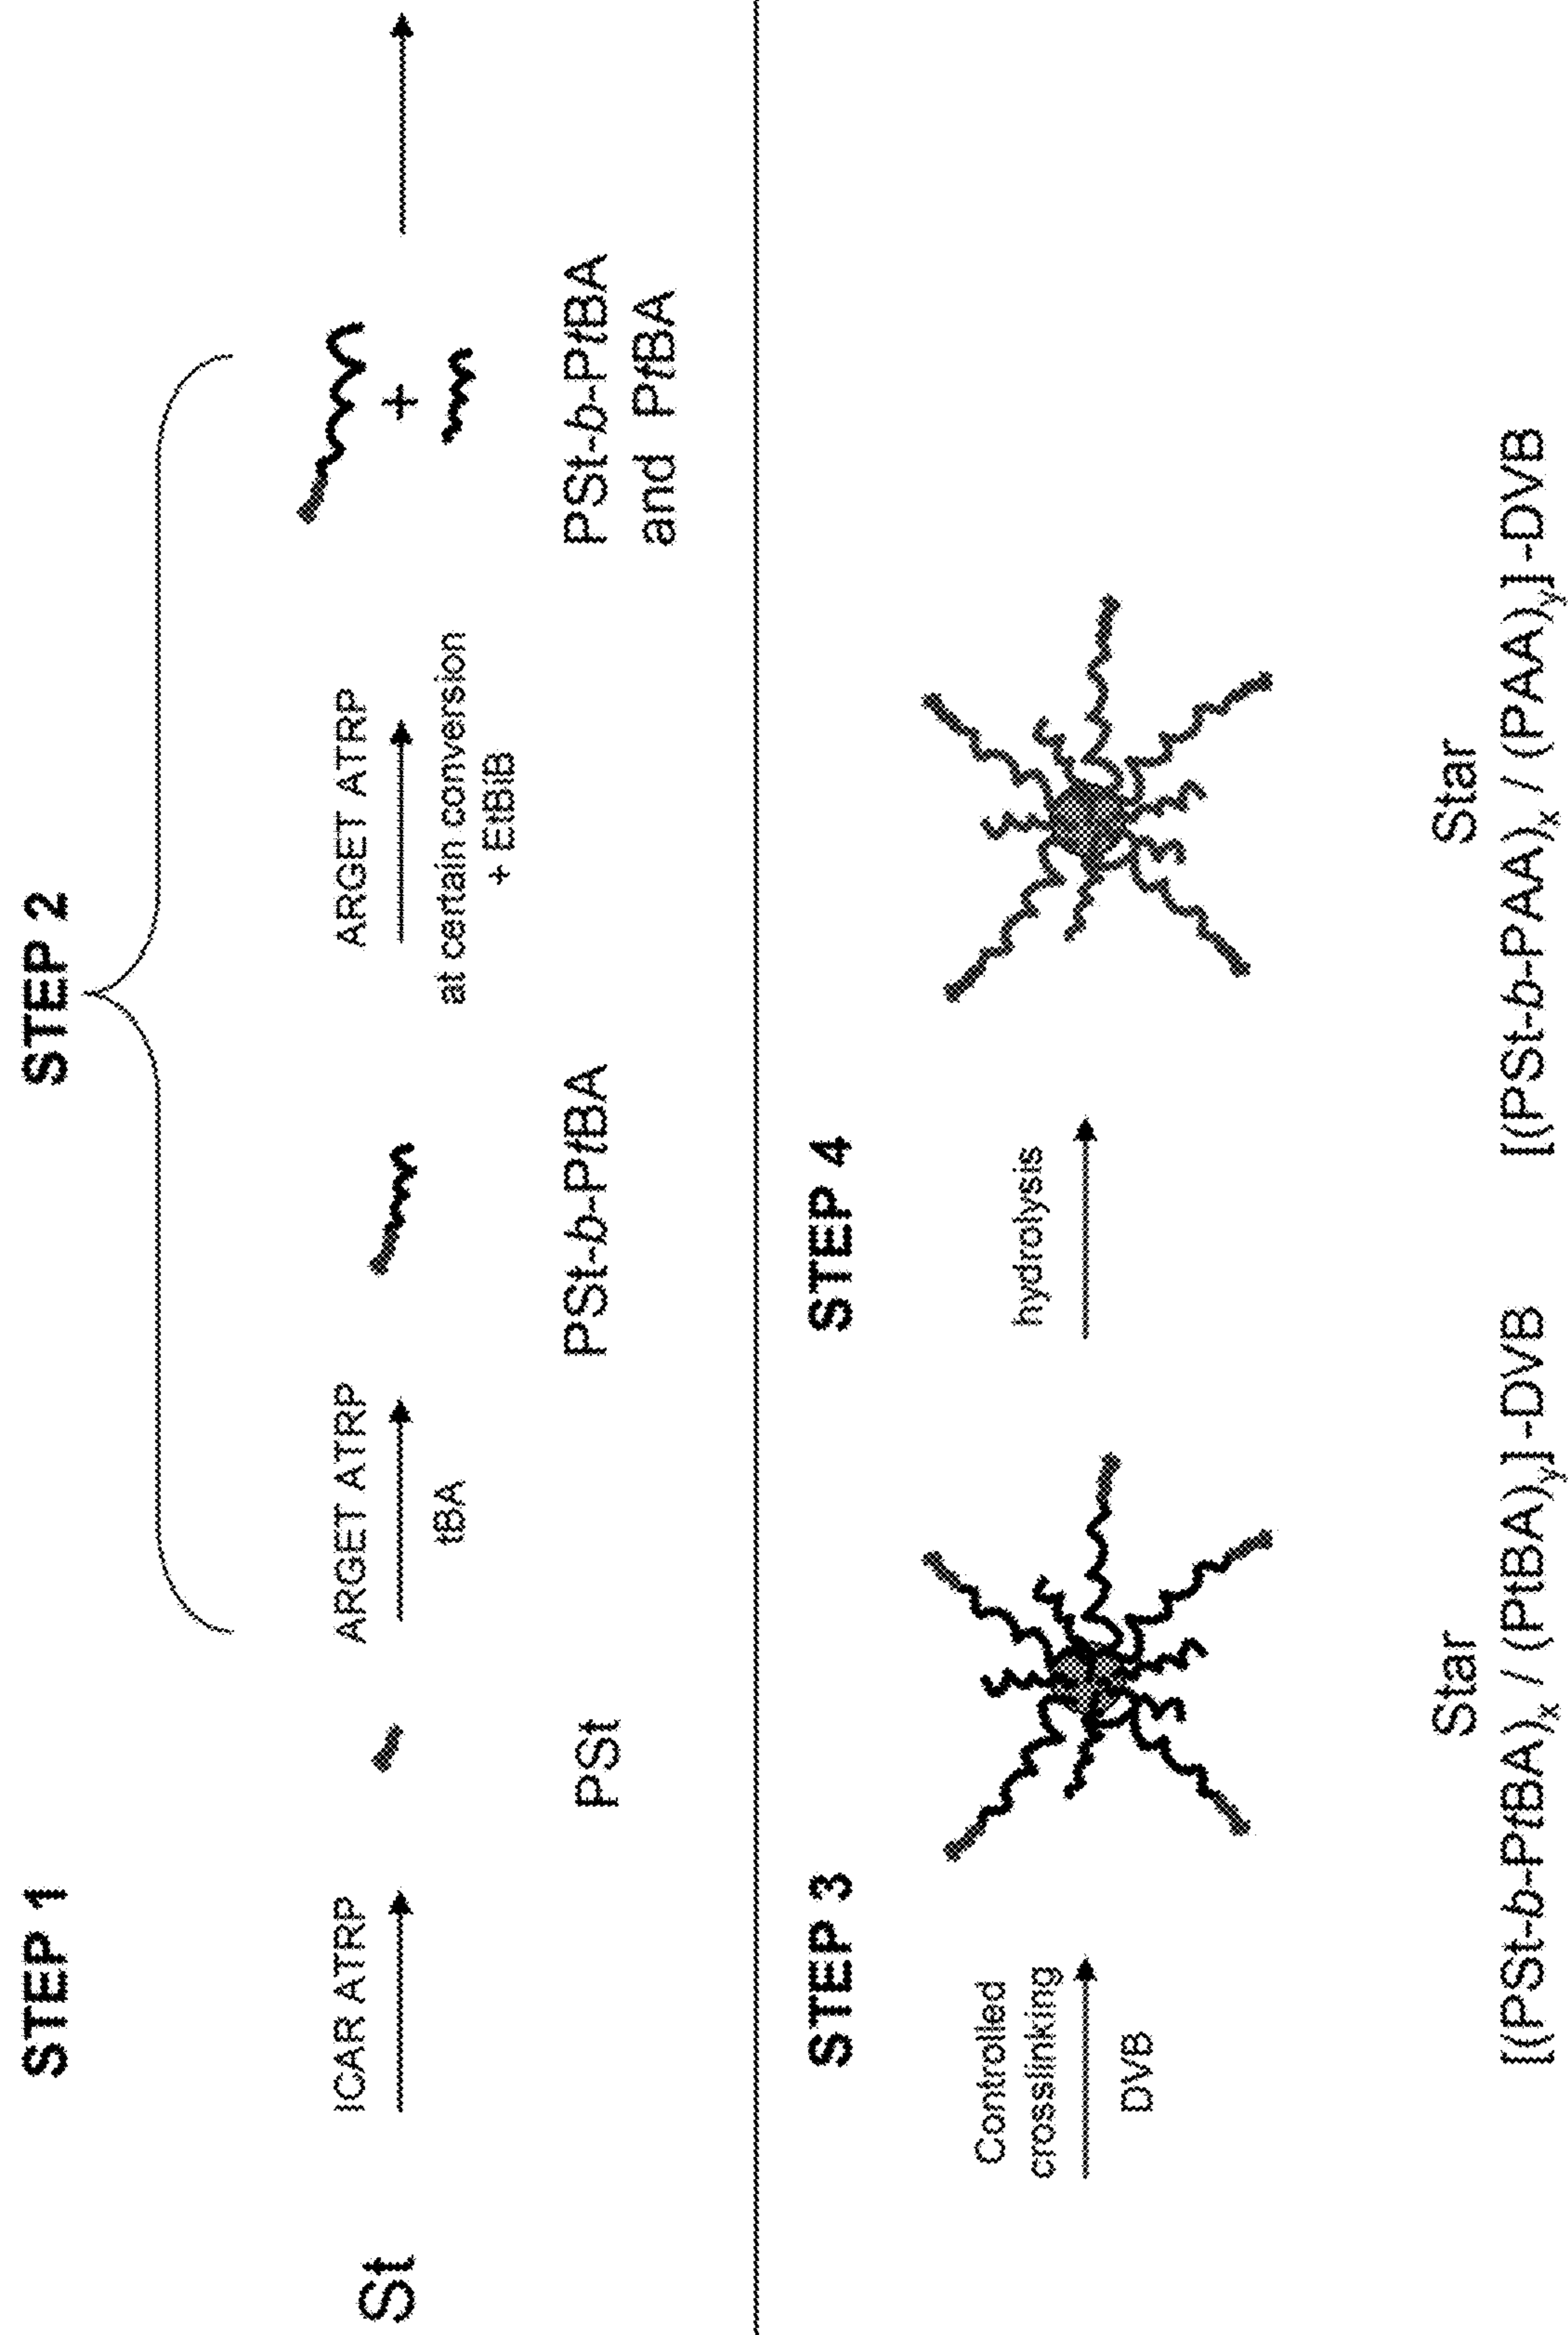 STEP 1
STEP 2
St
ICAR ATRP
PSt
ARGET ATRP
tBA
PSt-b-PtBA
ARGET ATRP
at certain conversion
+ EtBiB
+
PSt-b-PtBA
and PtBA
STEP 3
Controlled
crosslinking
DVB
Star
[(PSt-b-PtBA)x / (PtBA)y] -DVB
STEP 4
hydrolysis
Star
[(PSt-b-PAA)x / (PAA)y] -DVB